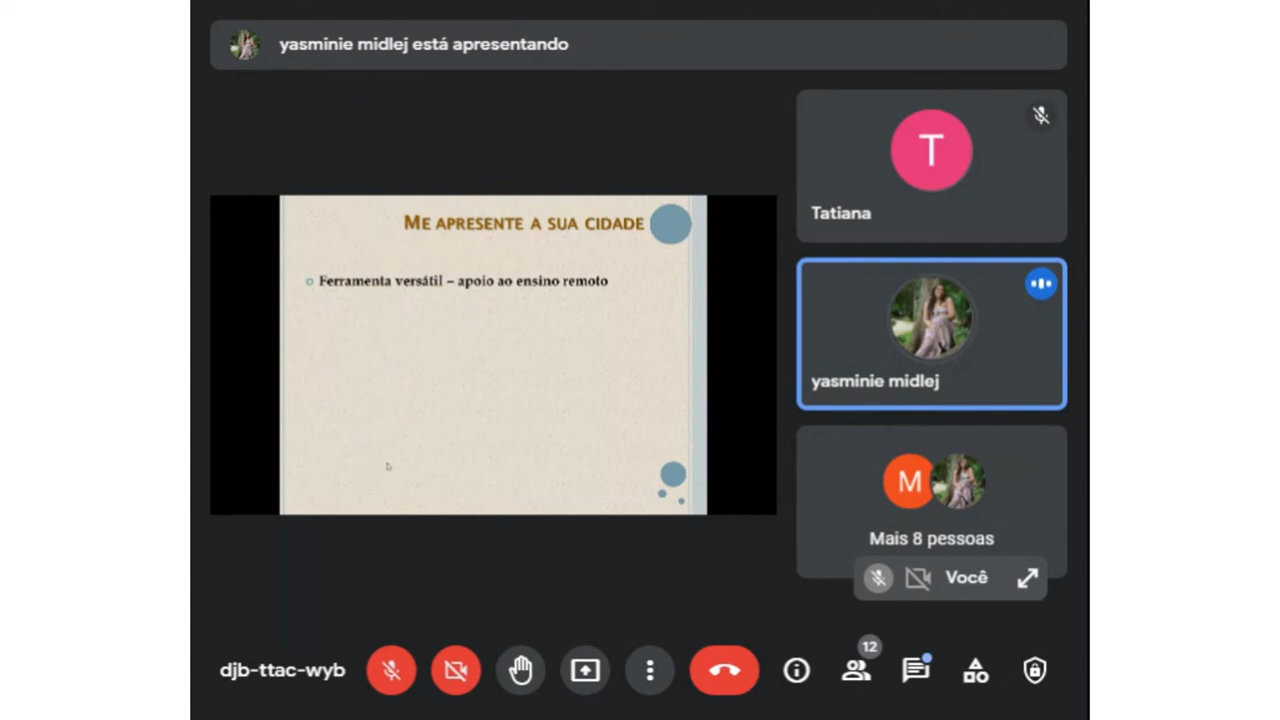 yasminie midlej está apresentando
T
Tatiana
ME APRESENTE A SUA CIDADE
Ferramenta versátil – apoio ao ensino remoto
yasminie midlej
M
Mais 8 pessoas
Você
djb-ttac-wyb
12